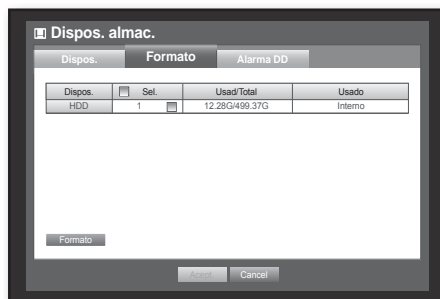 Dispos. almac.
Dispos. Formato Alarma DD
Dispos. Sel. Usad/Total Usado
HDD 1 12.28G/499.37G Interno
Formato
Acept. Cancel